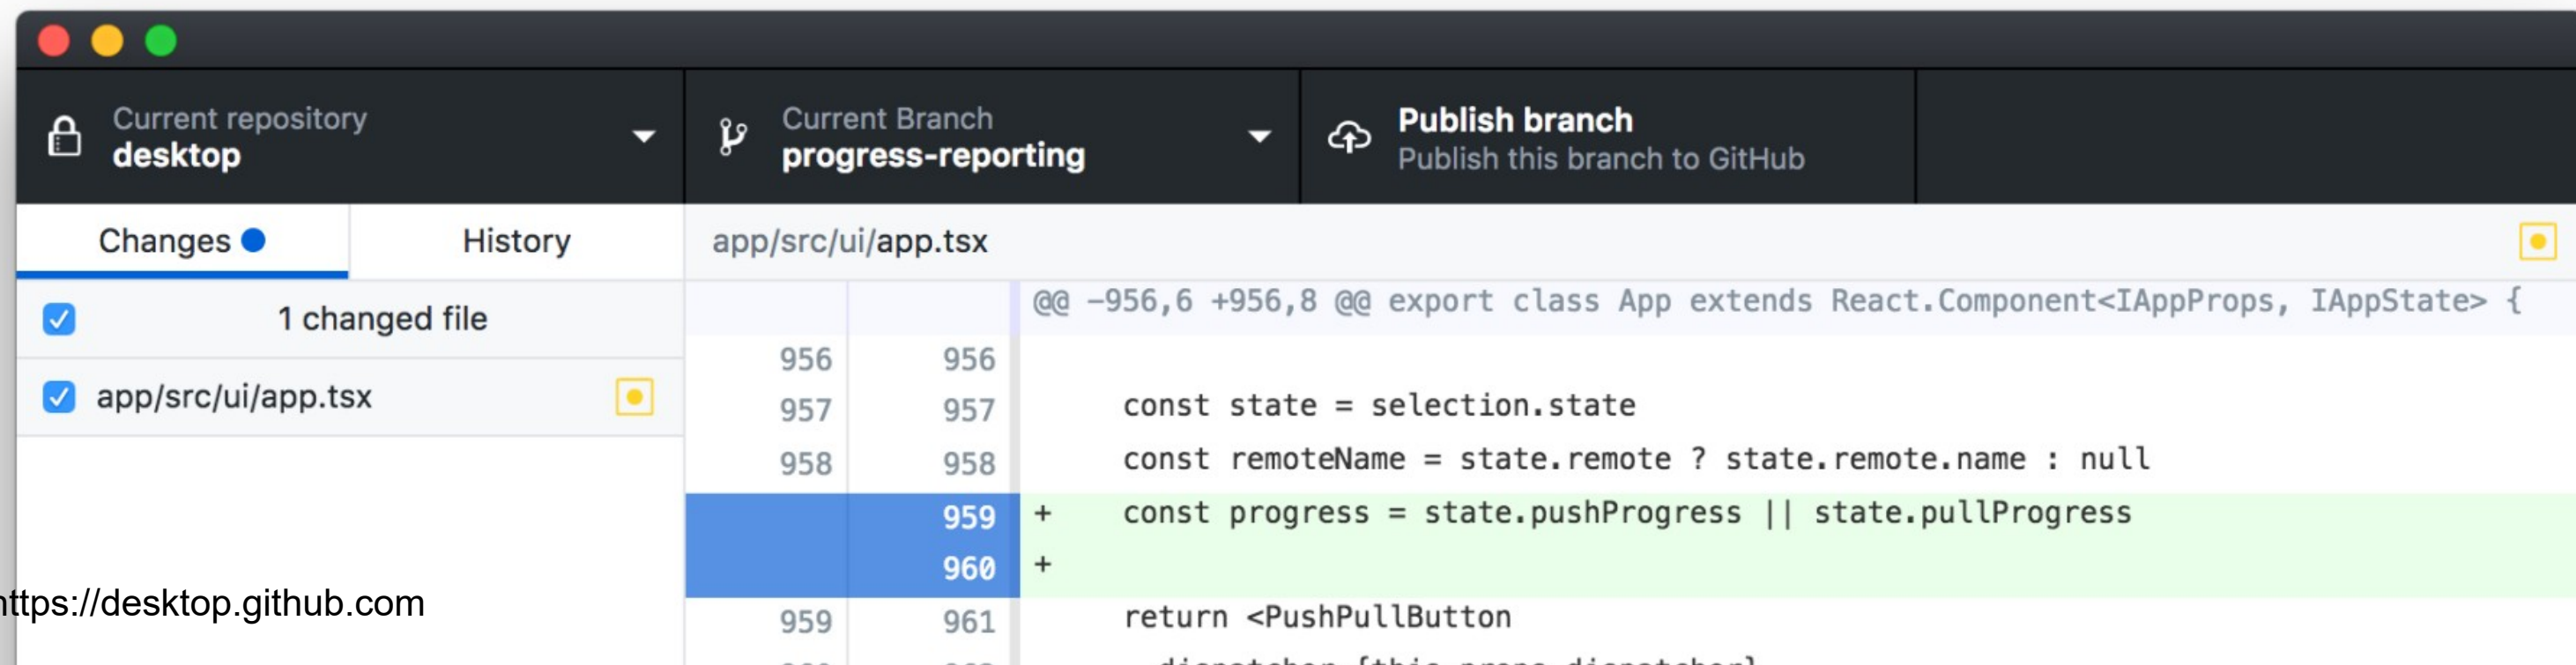 Current repository
desktop
Current Branch
progress-reporting
Publish branch
Publish this branch to GitHub
Changes
History
app/src/ui/app.tsx
1 changed file
app/src/ui/app.tsx
@@ -956,6 +956,8 @@ export class App extends React.Component<IAppProps, IAppState> {
956 956
957 957 const state = selection.state
958 958 const remoteName = state.remote ? state.remote.name : null
959 + const progress = state.pushProgress || state.pullProgress
960 +
959 961 return <PushPullButton
https://desktop.github.com